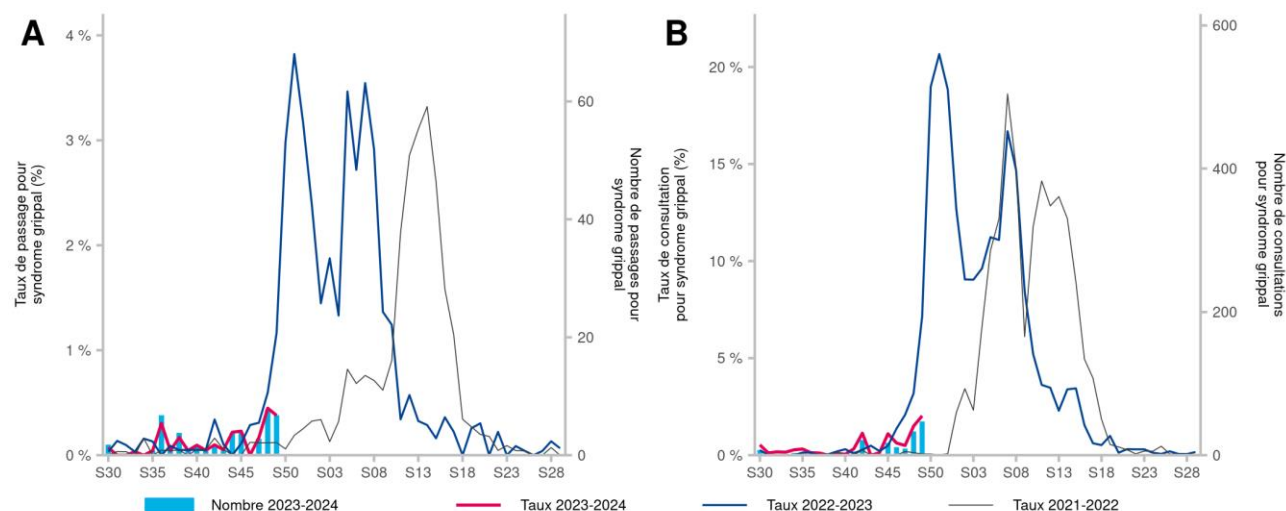 A
B
4 %
3 %
2 %
1 %
0 %
Taux de passage pour
syndrome grippal (%)
60
40
20
0
Nombre de passages pour
syndrome grippal
S30 S35 S40 S45 S50 S03 S08 S13 S18 S23 S28
20 %
15 %
10 %
5 %
0 %
Taux de consultation
pour syndrome grippal (%)
600
400
200
0
Nombre de consultations
pour syndrome grippal
S30 S35 S40 S45 S50 S03 S08 S13 S18 S23 S28
Nombre 2023-2024 Taux 2023-2024 Taux 2022-2023 Taux 2021-2022